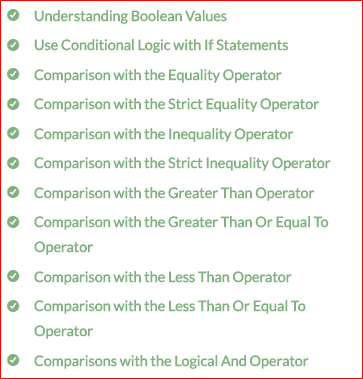 Understanding Boolean Values
Use Conditional Logic with If Statements
Comparison with the Equality Operator
Comparison with the Strict Equality Operator
Comparison with the Inequality Operator
Comparison with the Strict Inequality Operator
Comparison with the Greater Than Operator
Comparison with the Greater Than Or Equal To
Operator
Comparison with the Less Than Operator
Comparison with the Less Than Or Equal To
Operator
Comparisons with the Logical And Operator